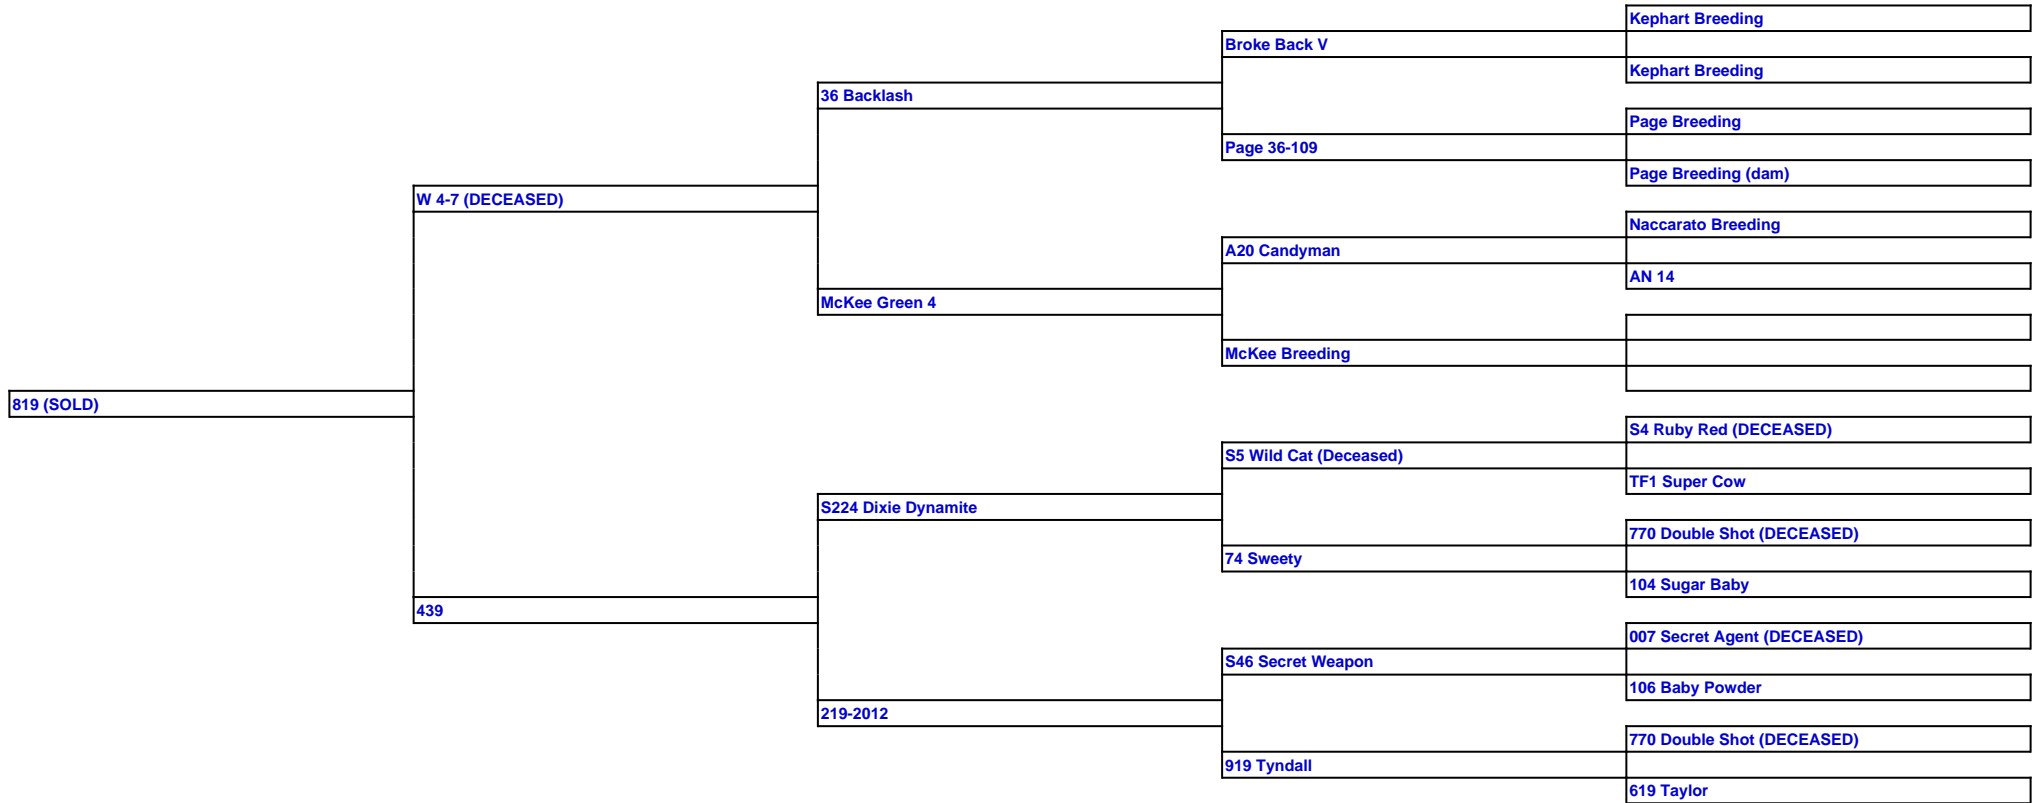 Kephart Breeding
Broke Back V
Kephart Breeding
36 Backlash
Page Breeding
Page 36-109
Page Breeding (dam)
W 4-7 (DECEASED)
Naccarato Breeding
A20 Candyman
AN 14
McKee Green 4
McKee Breeding
819 (SOLD)
S4 Ruby Red (DECEASED)
S5 Wild Cat (Deceased)
TF1 Super Cow
S224 Dixie Dynamite
770 Double Shot (DECEASED)
74 Sweety
104 Sugar Baby
439
007 Secret Agent (DECEASED)
S46 Secret Weapon
106 Baby Powder
219-2012
770 Double Shot (DECEASED)
919 Tyndall
619 Taylor